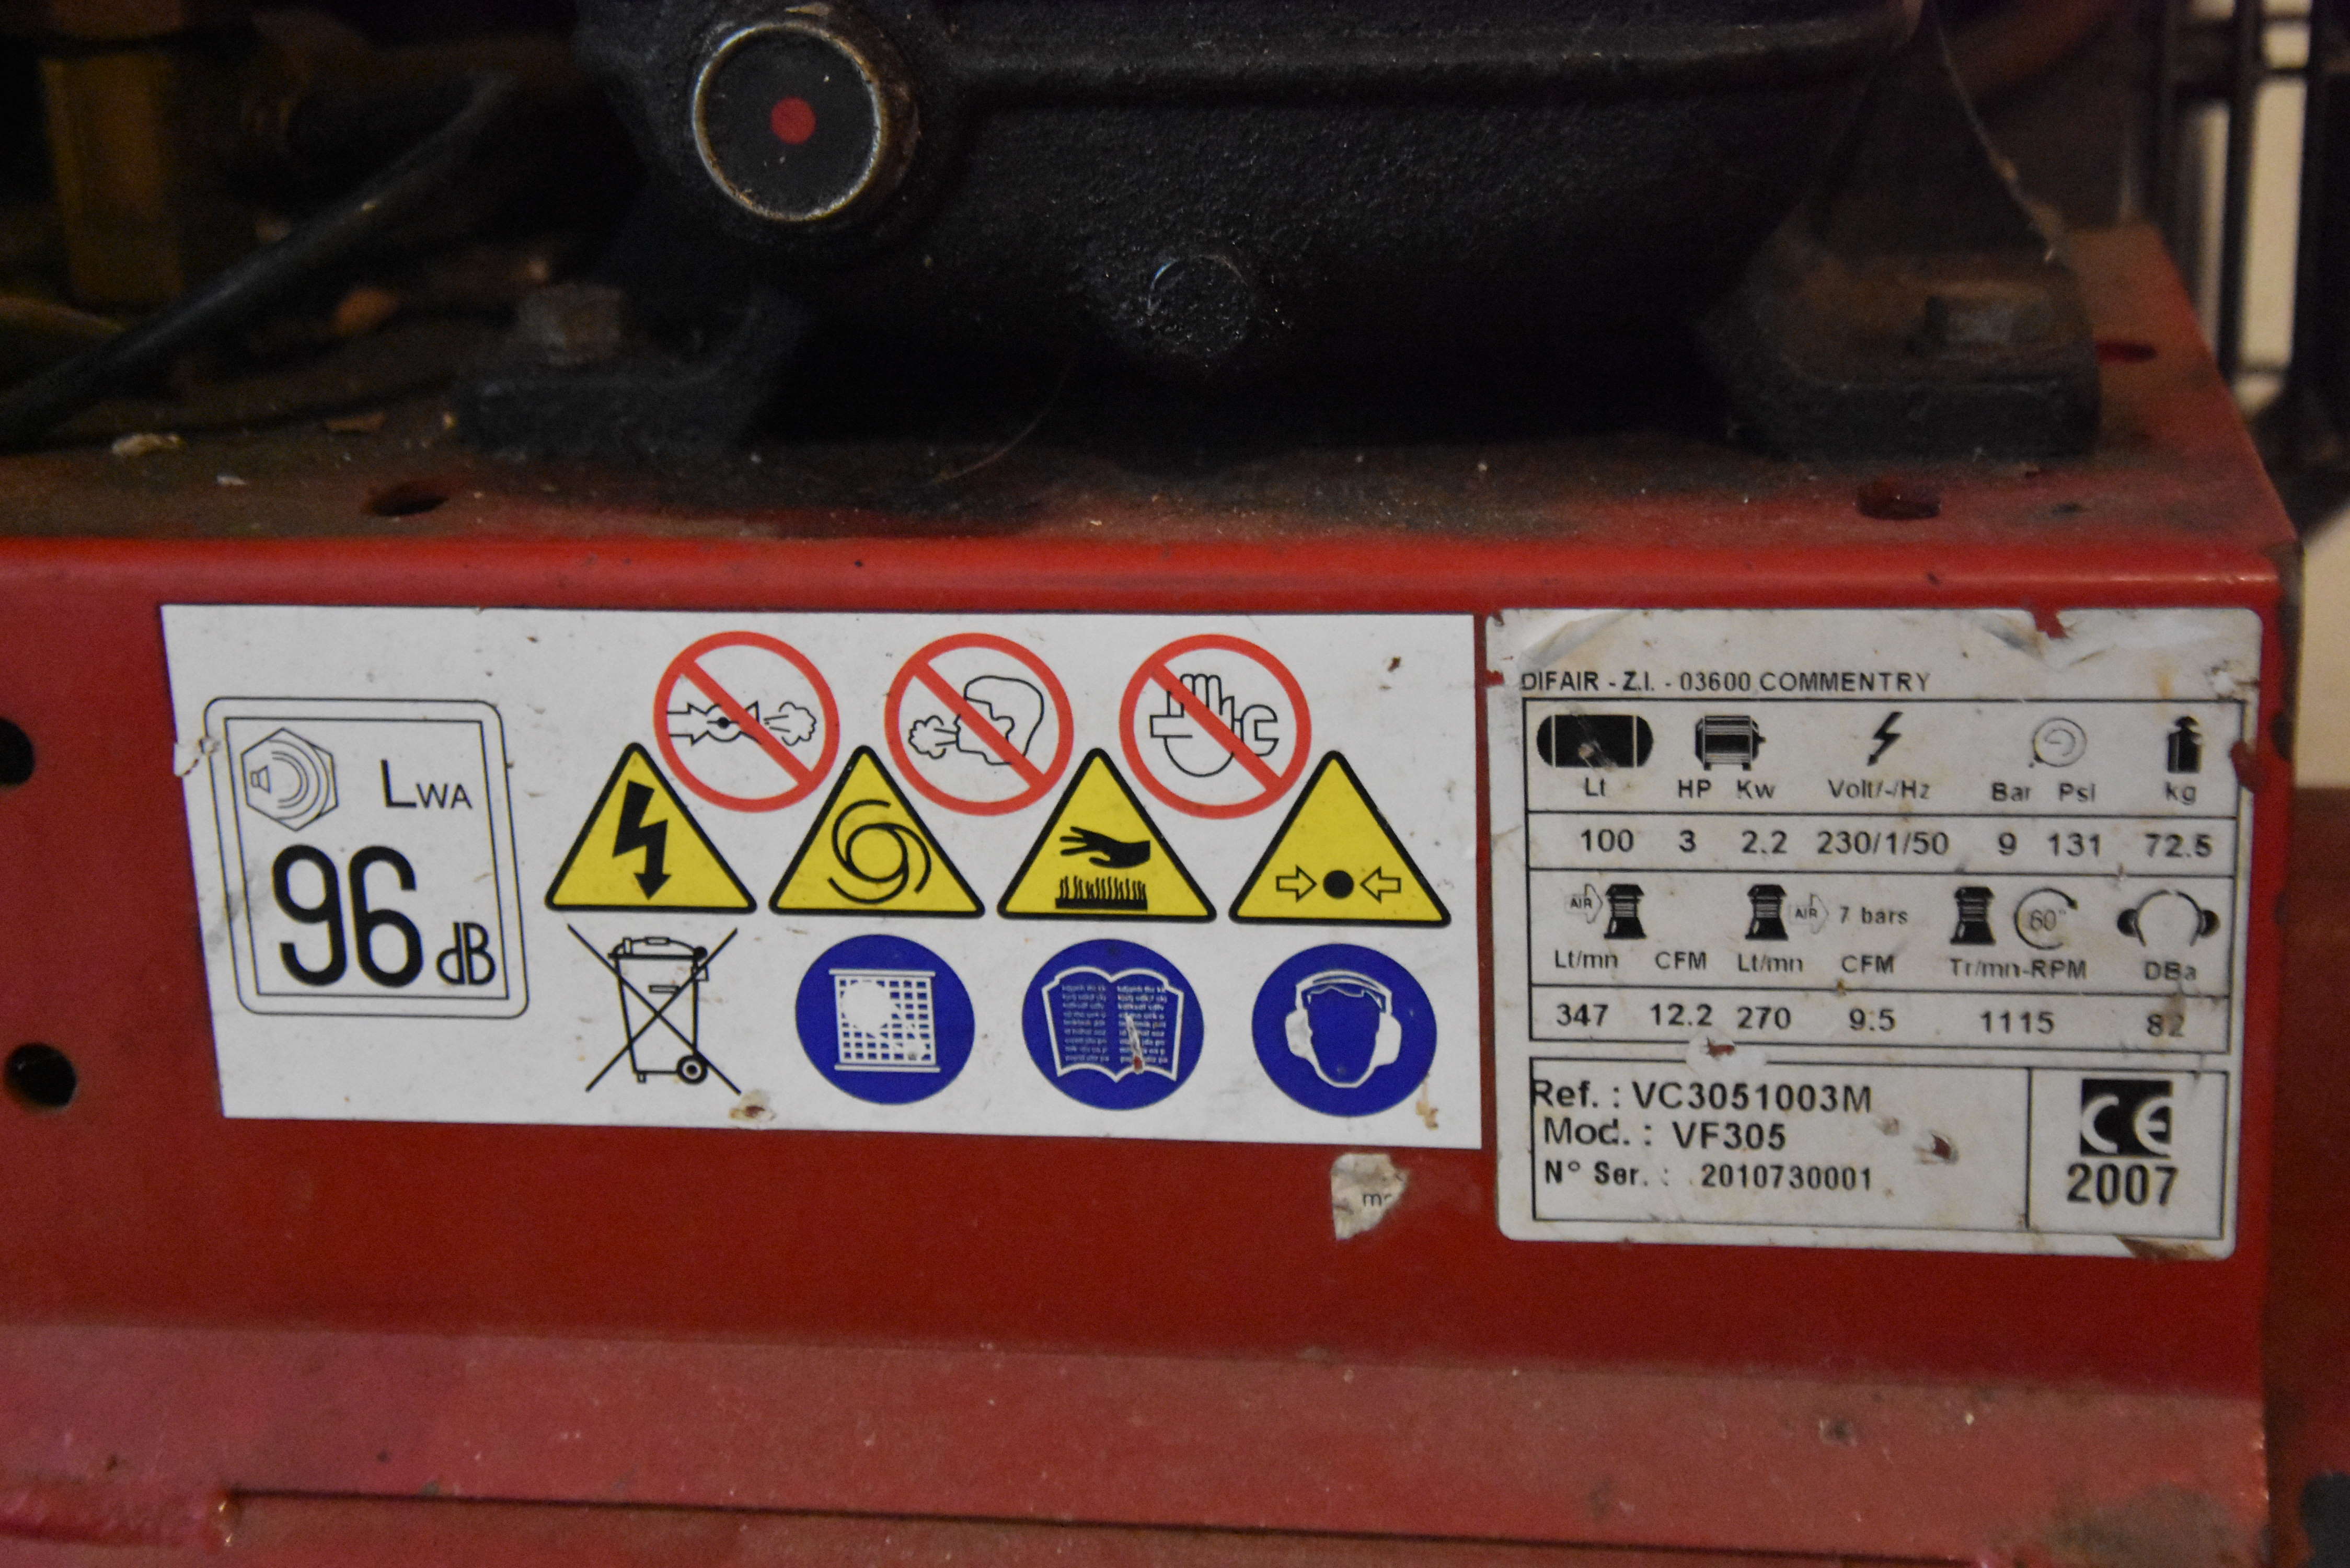 LWA
96 dB
DIFAIR - Z.I. - 03600 COMMENTRY
Lt HP Kw Volt/-/Hz Bar Psi kg
100 3 2.2 230/1/50 9 131 72.5
AIR AIR 7 bars 60"
Lt/mn CFM Lt/mn CFM Tr/mn-RPM DBa
347 12.2 270 9.5 1115 82
Ref. : VC3051003M
Mod. : VF305
N° Ser. : 2010730001
CE
2007